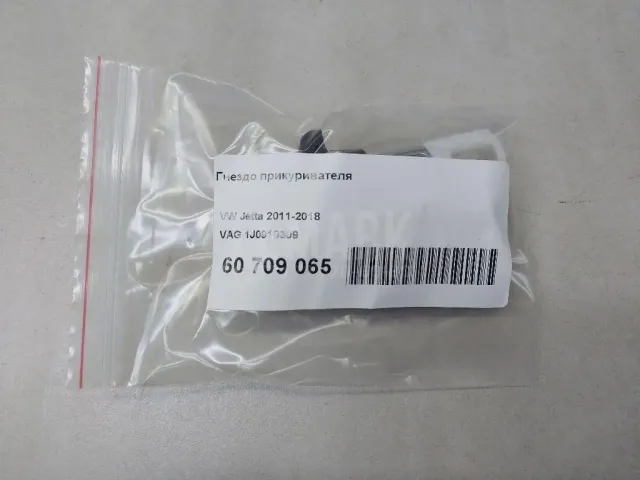 Гнездо прикуривателя
VW Jetta 2011-2018
VAG 1J0919309
60 709 065